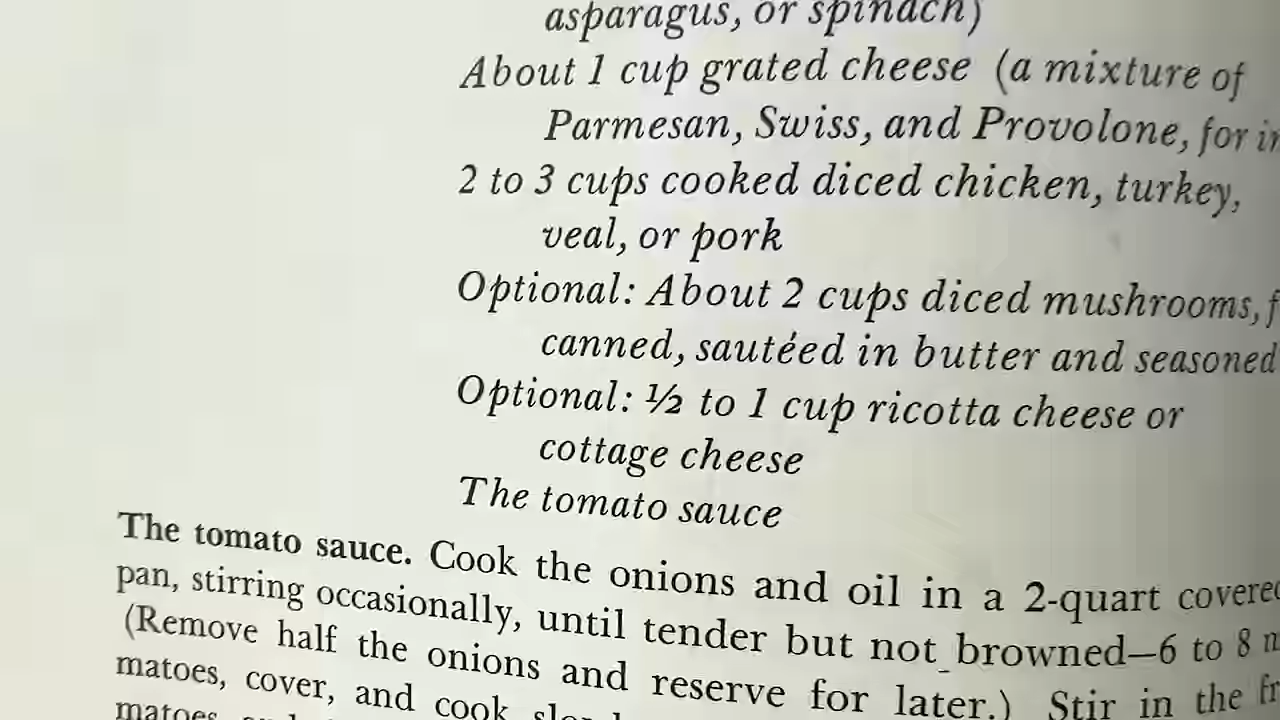 asparagus, or spinach)
About 1 cup grated cheese (a mixture of
Parmesan, Swiss, and Provolone, for
2 to 3 cups cooked diced chicken, turkey,
veal, or pork
Optional: About 2 cups diced mushrooms,
canned, sautéed in butter and seasoned
Optional: ½ to 1 cup ricotta cheese or
cottage cheese
The tomato sauce
The tomato sauce. Cook the onions and oil in a 2-quart covered
pan, stirring occasionally, until tender but not browned—6 to 8
(Remove half the onions and reserve for later.) Stir in the
matoes, cover, and cook
matoes